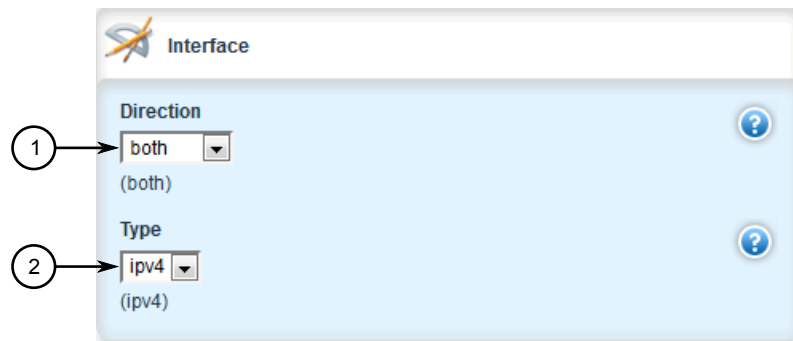 Interface
Direction
1
both
(both)
Type
2
ipv4
(ipv4)